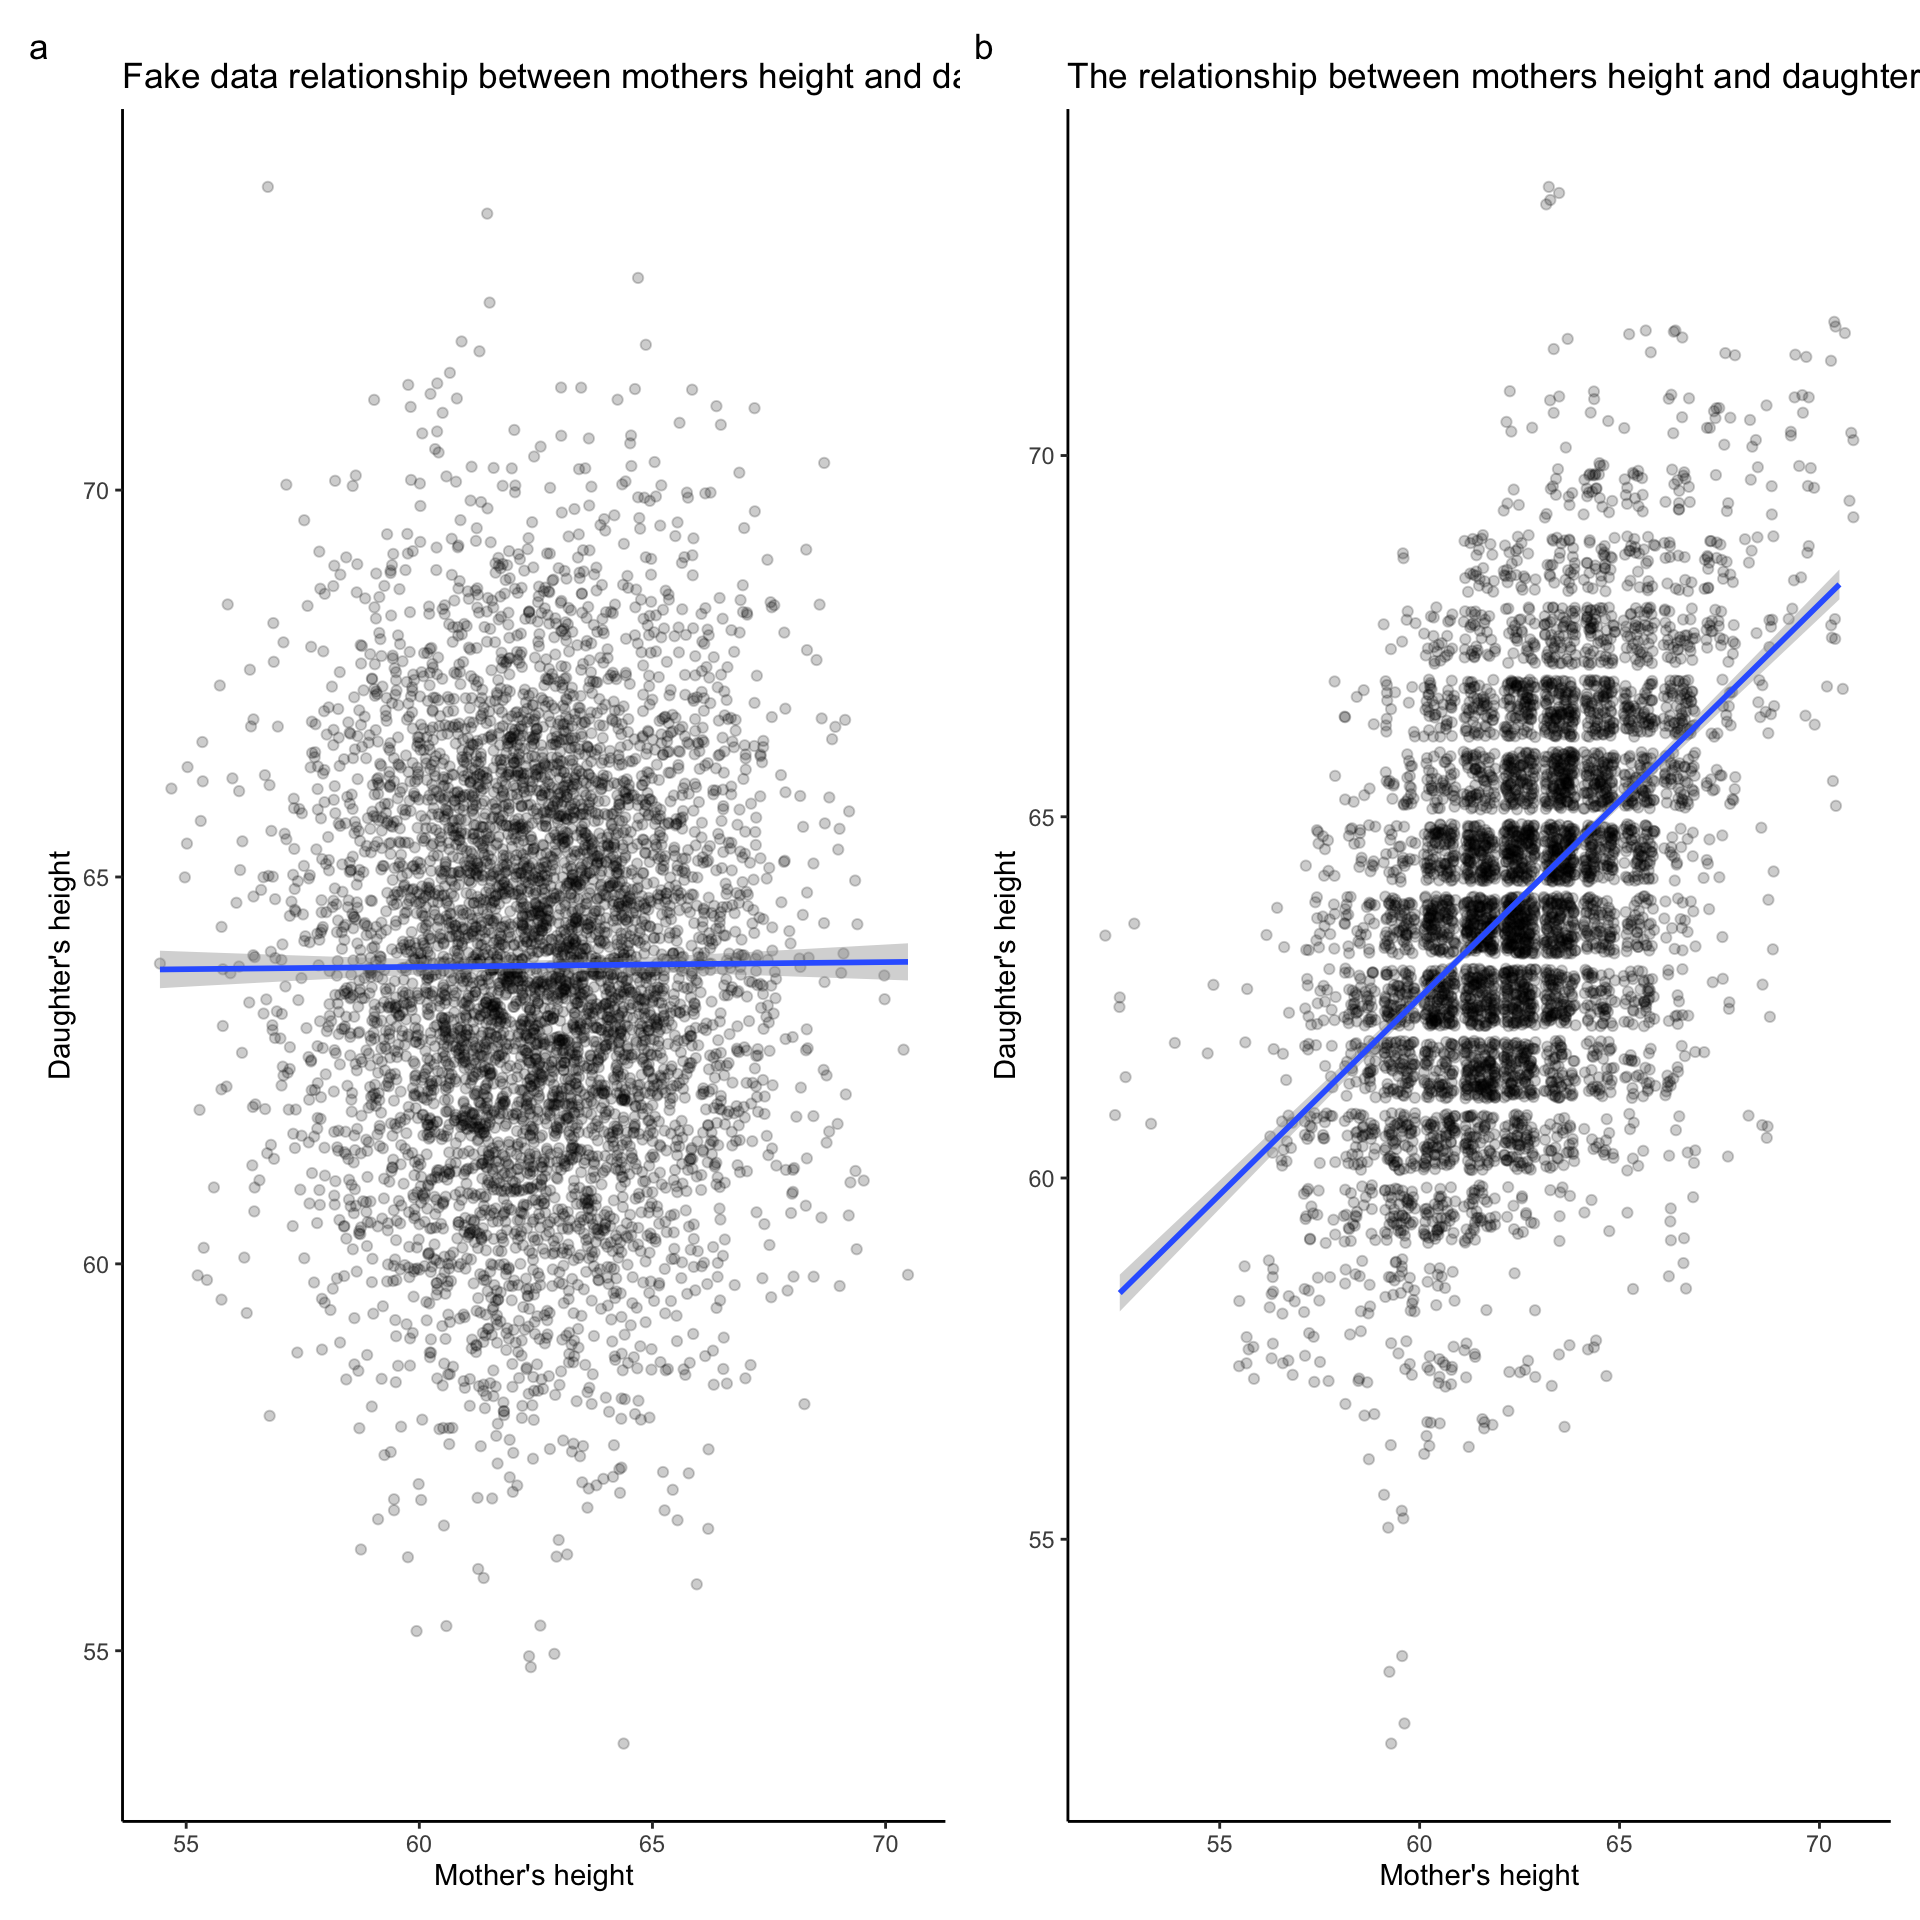 a
Fake data relationship between mothers height and da
Daughter's height
70
65
60
55
55 60 65 70
Mother's height
b
The relationship between mothers height and daughter
Daughter's height
70
65
60
55
55 60 65 70
Mother's height